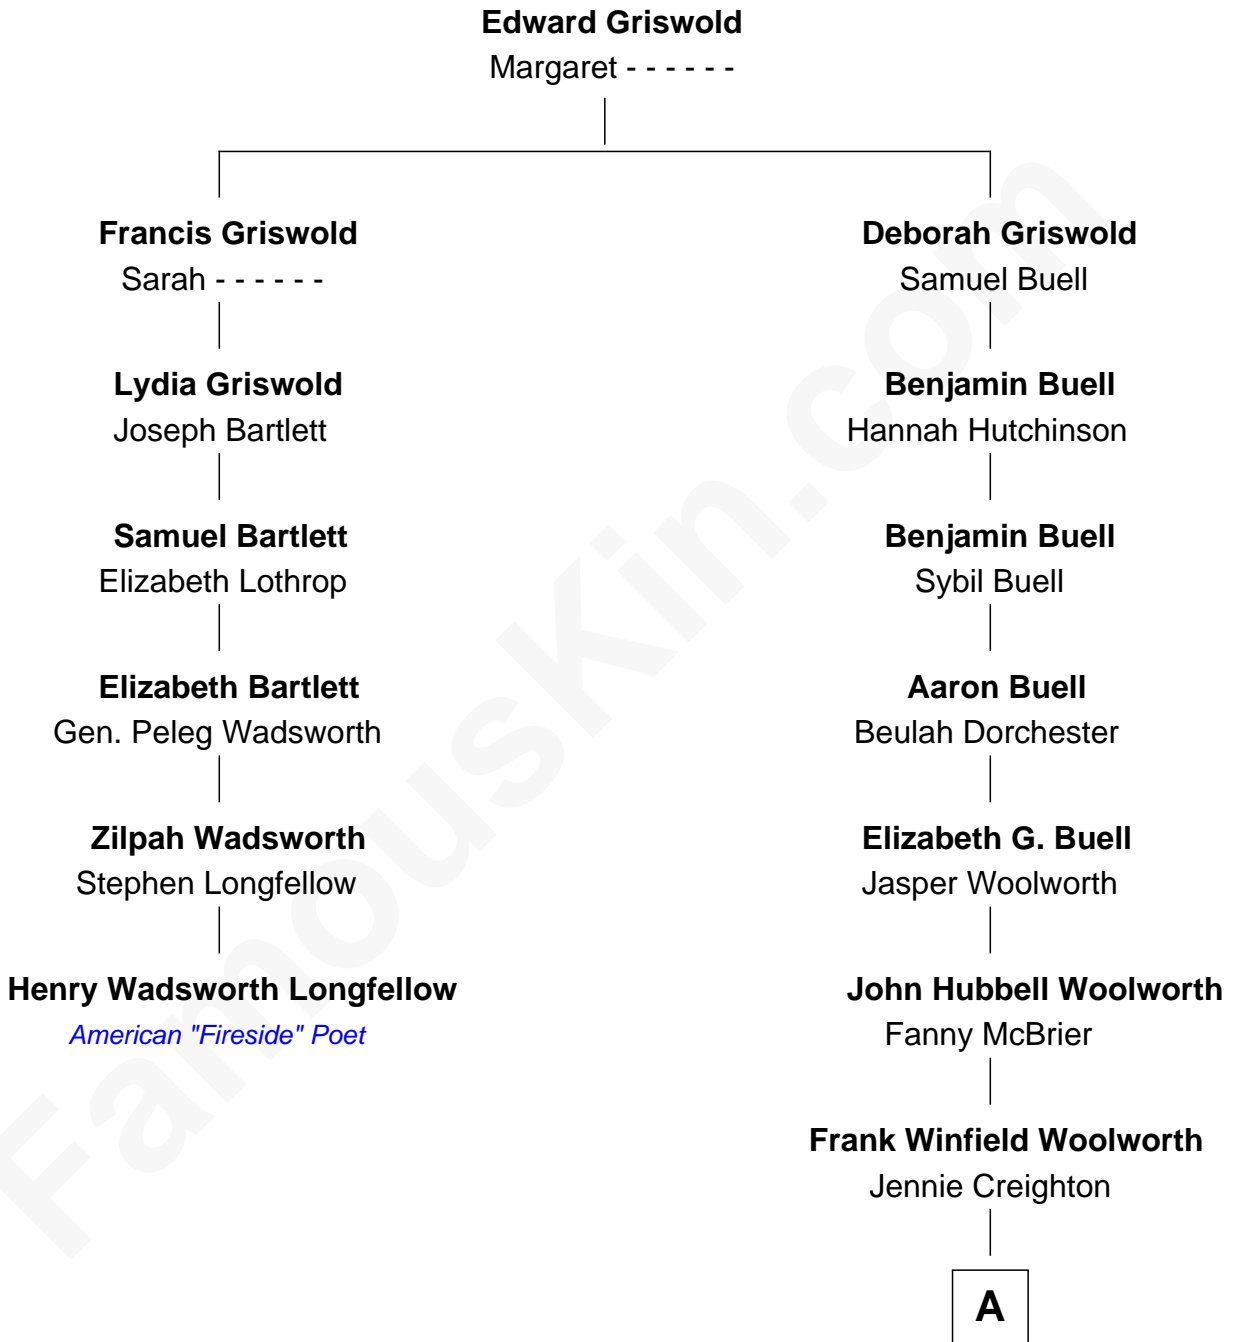 Edward Griswold
Margaret - - - - - -
Francis Griswold
Sarah - - - - - -
Lydia Griswold
Joseph Bartlett
Samuel Bartlett
Elizabeth Lothrop
Elizabeth Bartlett
Gen. Peleg Wadsworth
Zilpah Wadsworth
Stephen Longfellow
Henry Wadsworth Longfellow
American "Fireside" Poet
Deborah Griswold
Samuel Buell
Benjamin Buell
Hannah Hutchinson
Benjamin Buell
Sybil Buell
Aaron Buell
Beulah Dorchester
Elizabeth G. Buell
Jasper Woolworth
John Hubbell Woolworth
Fanny McBrier
Frank Winfield Woolworth
Jennie Creighton
A
FamousKin.com